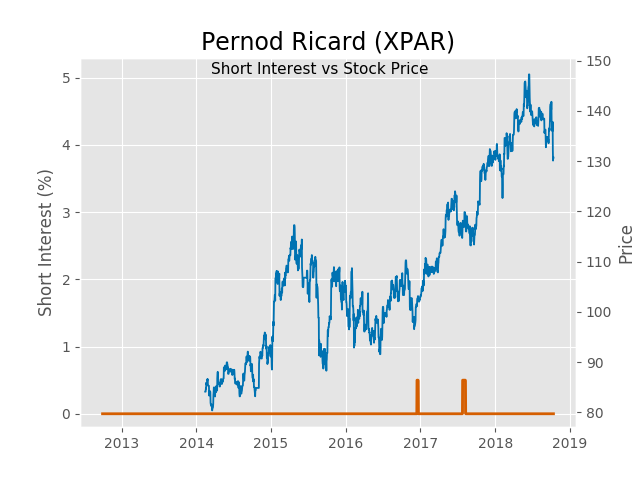 Pernod Ricard (XPAR)
Short Interest vs Stock Price
Short Interest (%)
5
4
3
2
1
0
150
140
130
120
110
100
90
80
Price
2013 2014 2015 2016 2017 2018 2019